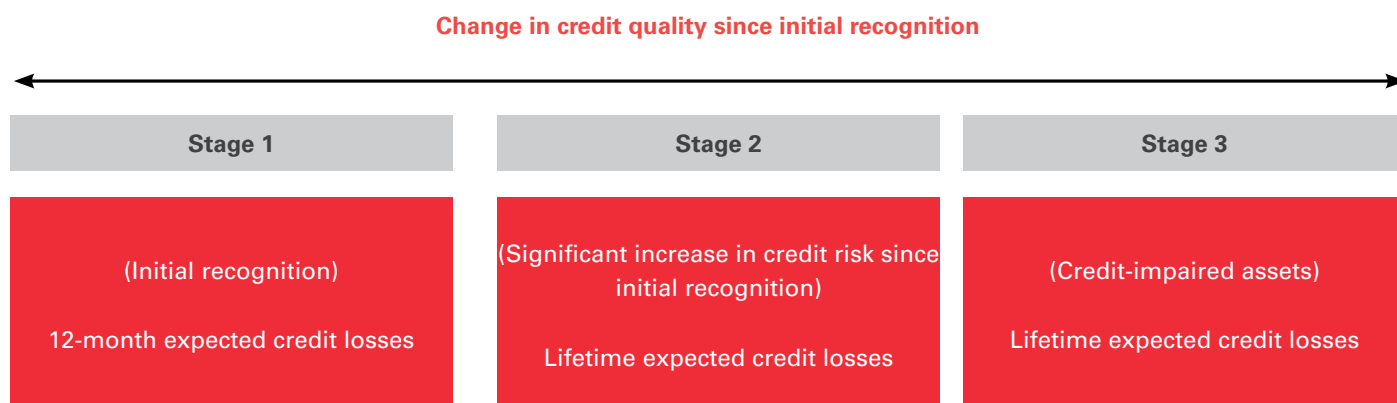 Change in credit quality since initial recognition
Stage 1
Stage 2
Stage 3
(Initial recognition)
12-month expected credit losses
(Significant increase in credit risk since
initial recognition)
Lifetime expected credit losses
(Credit-impaired assets)
Lifetime expected credit losses